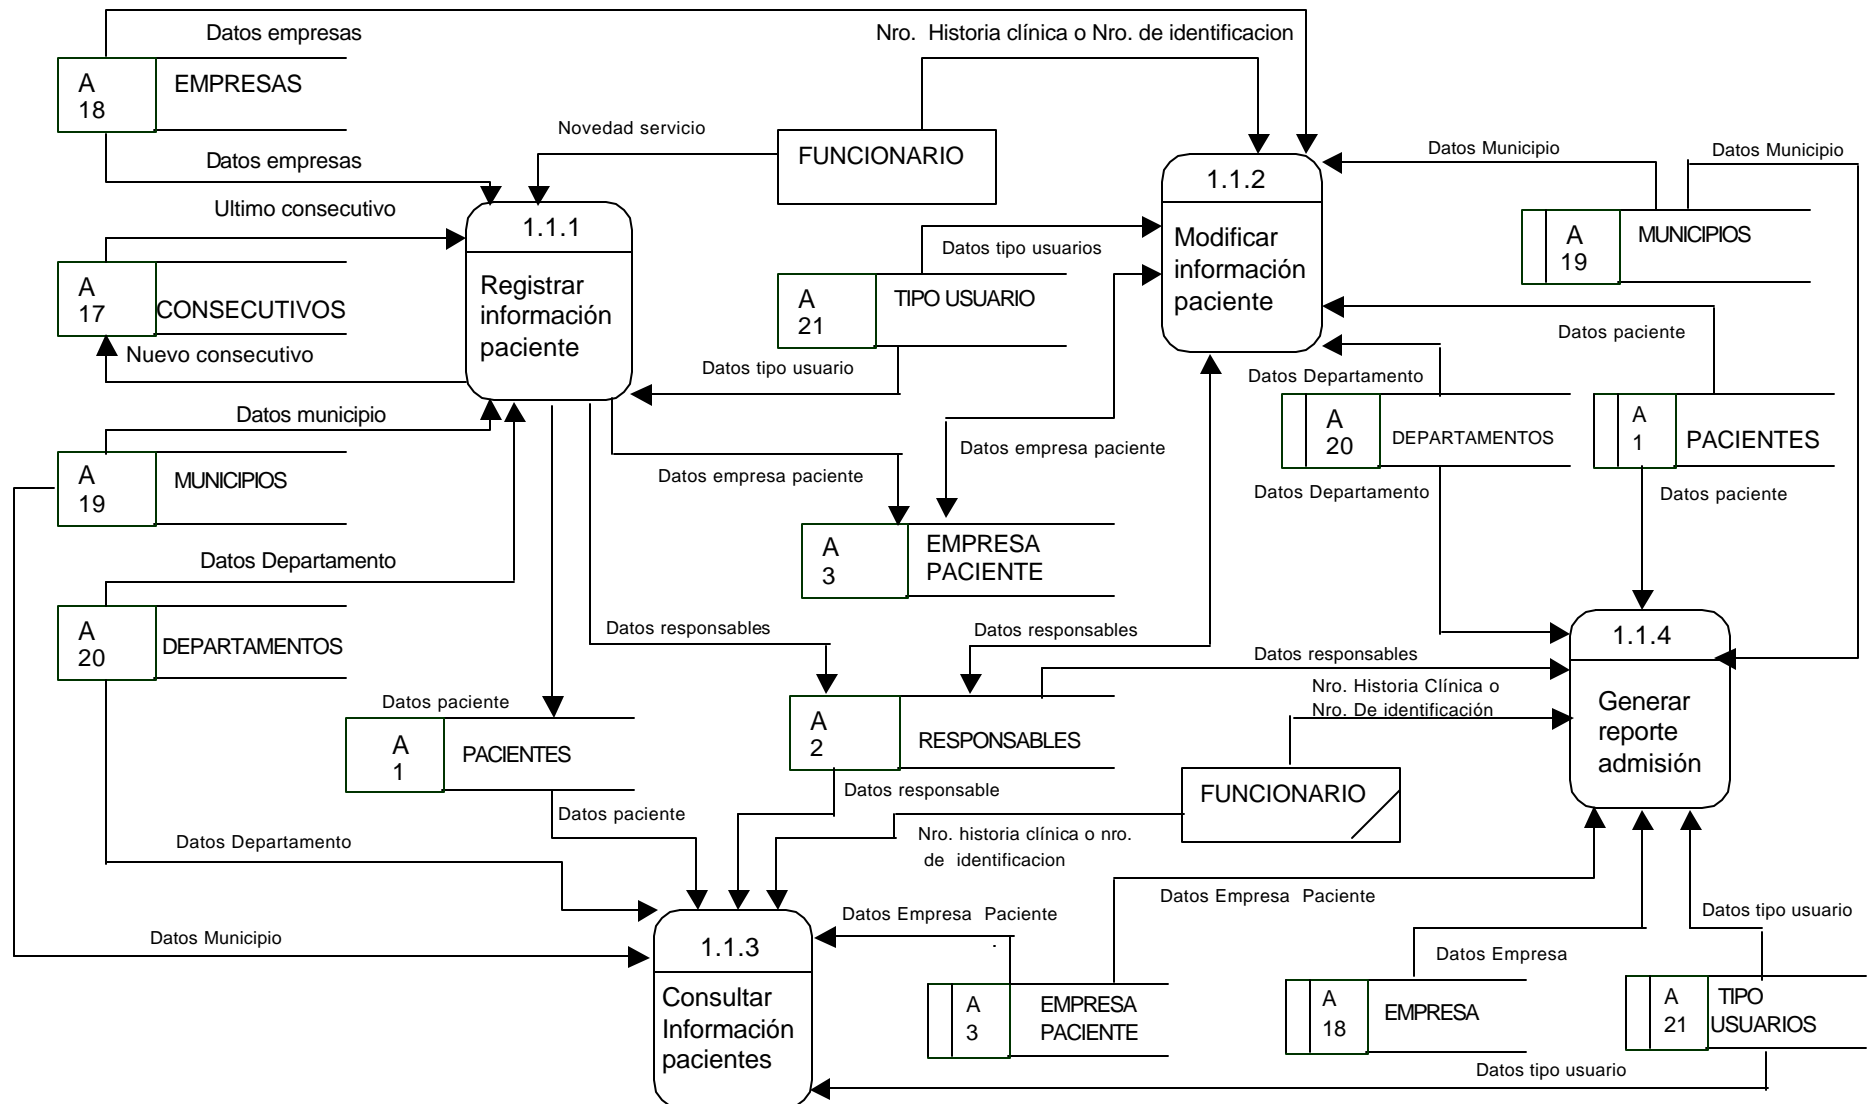 Datos empresas
Nro. Historia clínica o Nro. de identificacion
A
18
EMPRESAS
Novedad servicio
FUNCIONARIO
Datos Municipio
Datos Municipio
Datos empresas
1.1.2
Modificar
información
paciente
Ultimo consecutivo
1.1.1
Registrar
información
paciente
Datos tipo usuarios
A
19
MUNICIPIOS
A
17
CONSECUTIVOS
A
21
TIPO USUARIO
Datos paciente
Nuevo consecutivo
Datos tipo usuario
Datos Departamento
Datos municipio
A
20
DEPARTAMENTOS
A
1
PACIENTES
Datos empresa paciente
A
19
MUNICIPIOS
Datos empresa paciente
Datos Departamento
Datos paciente
A
3
EMPRESA
PACIENTE
Datos Departamento
A
20
DEPARTAMENTOS
Datos responsables
Datos responsables
Datos responsables
1.1.4
Generar
reporte
admisión
Nro. Historia Clínica o
Nro. De identificación
Datos paciente
A
1
PACIENTES
A
2
RESPONSABLES
Datos responsable
FUNCIONARIO
Datos paciente
Datos Departamento
Nro. historia clínica o nro.
de identificacion
Datos Empresa Paciente
Datos Empresa Paciente
Datos tipo usuario
Datos Municipio
1.1.3
Consultar
Información
pacientes
.
Datos Empresa
A
3
EMPRESA
PACIENTE
A
18
EMPRESA
A
21
TIPO
USUARIOS
Datos tipo usuario